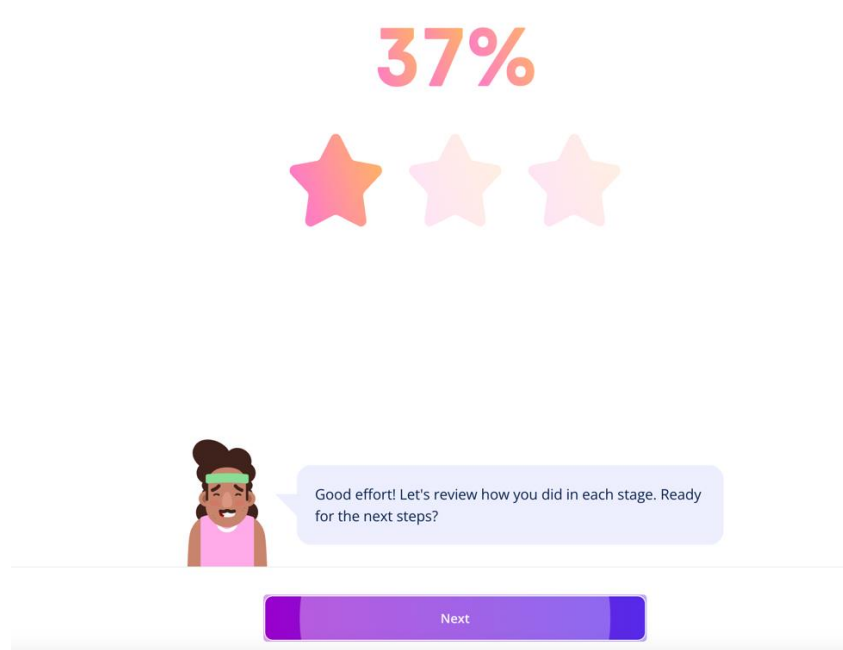 37%
Good effort! Let's review how you did in each stage. Ready
for the next steps?
Next